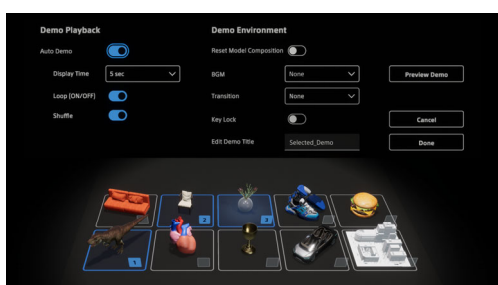 Demo Playback
Auto Demo
Display Time 5 sec
Loop (ON/OFF)
Shuffle
Demo Environment
Reset Model Composition
BGM None
Transition None
Key Lock
Edit Demo Title Selected_Demo
Preview Demo
Cancel
Done
2
3
1